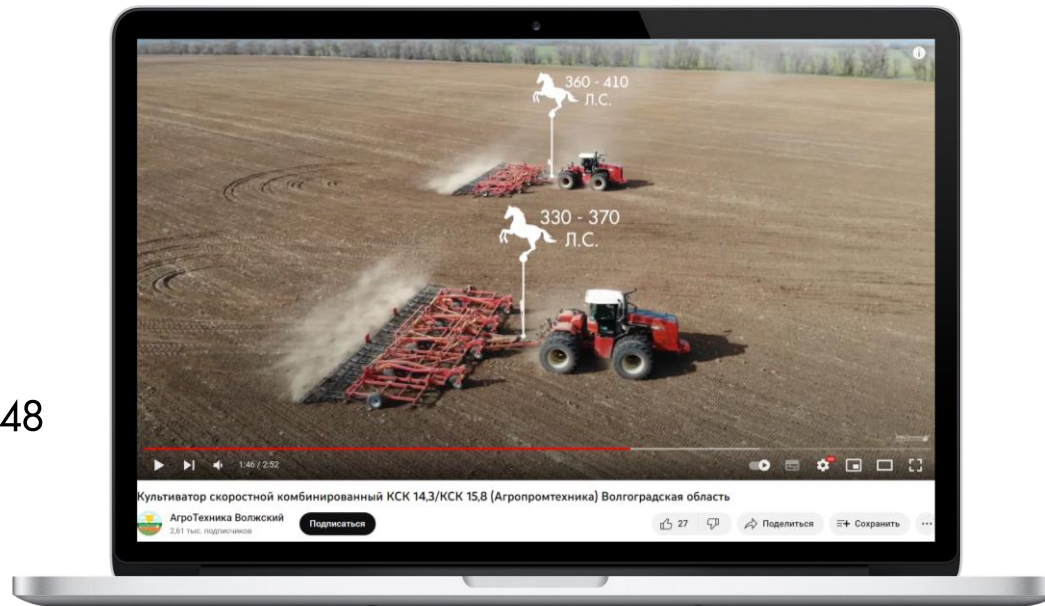 360 - 410
Л.С.
330 - 370
Л.С.
48
1:46 / 2:52
Культиватор скоростной комбинированный КСК 14,3/КСК 15,8 (Агропромтехника) Волгоградская область
АгроТехника Волжский
2,61 тыс. подписчиков
Подписаться
27
Поделиться
Сохранить